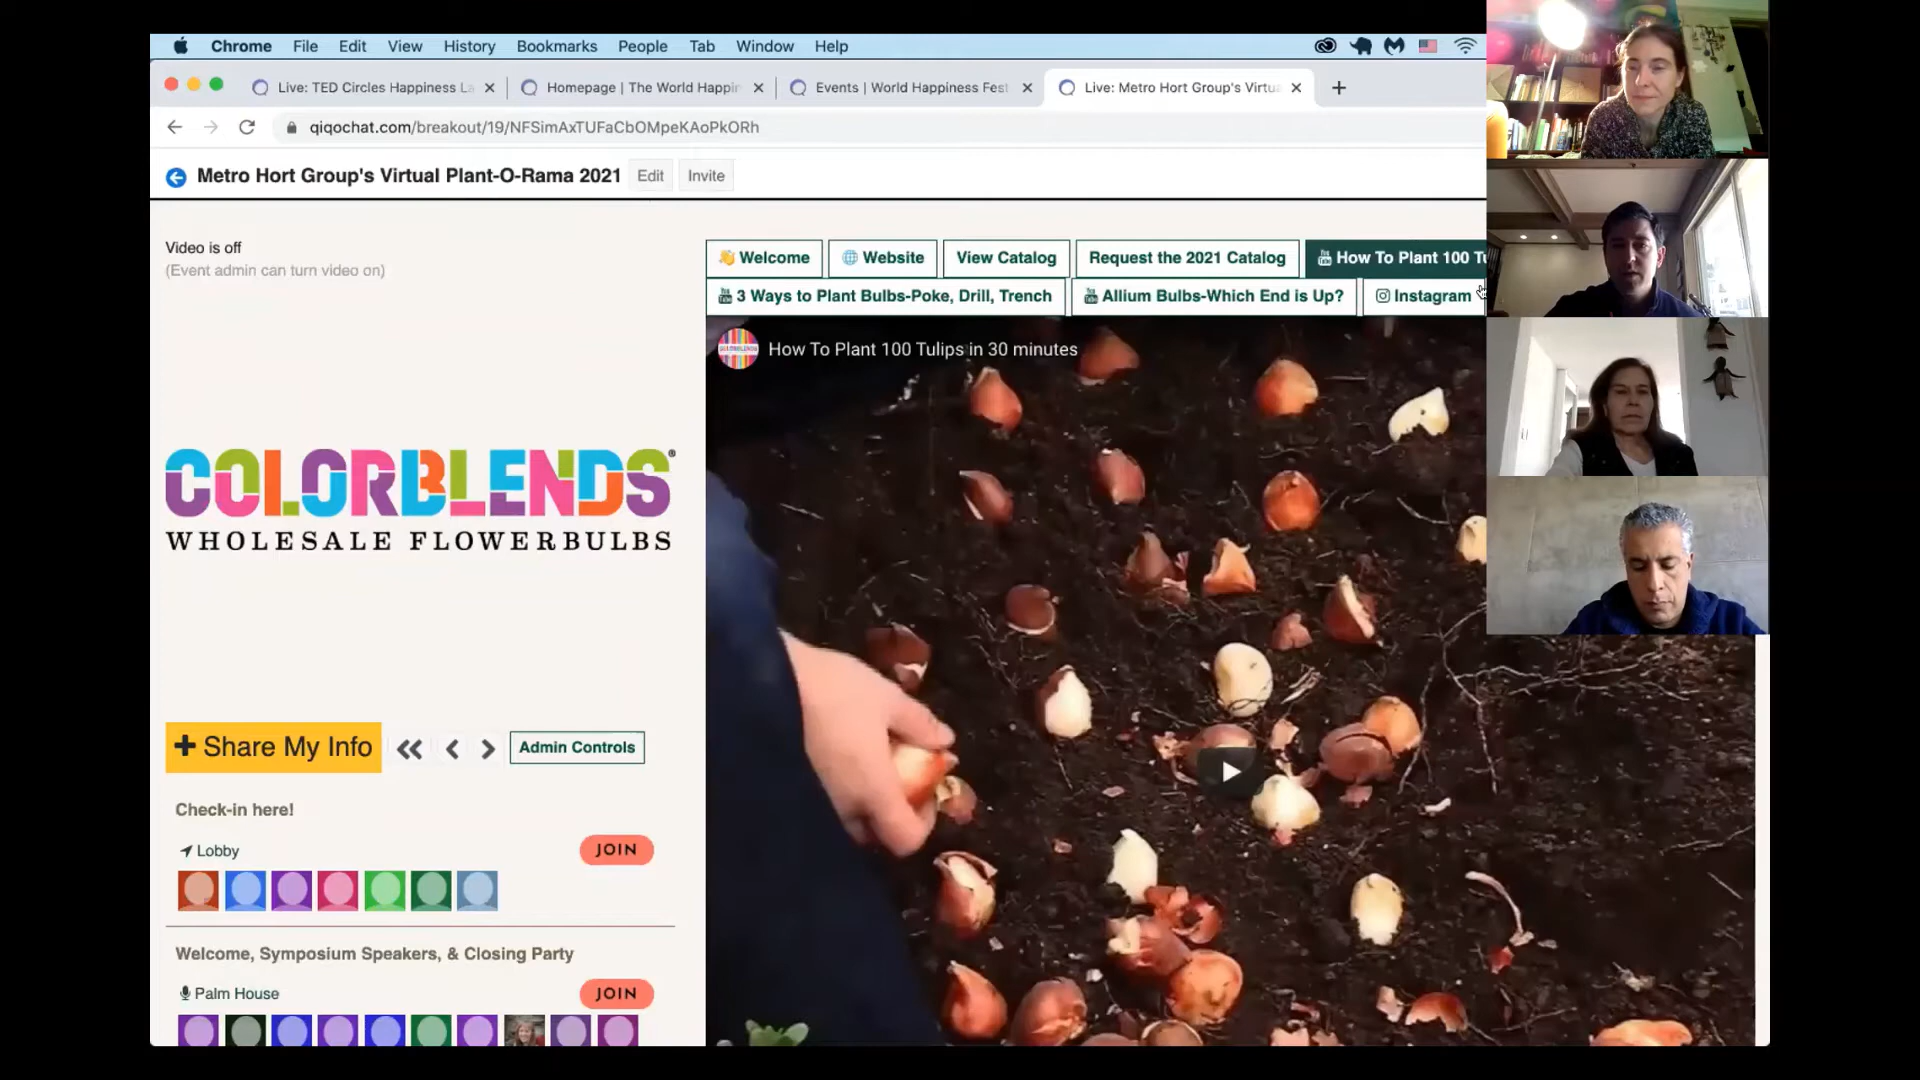 Chrome File Edit View History Bookmarks People Tab Window Help
Live: TED Circles Happiness La
Homepage | The World Happin
Events | World Happiness Fest
Live: Metro Hort Group's Virtua
qiqochat.com/breakout/19/NFSimAxTUFaCbOMpeKAoPkORh
Metro Hort Group's Virtual Plant-O-Rama 2021 Edit Invite
Video is off
(Event admin can turn video on)
Welcome Website View Catalog Request the 2021 Catalog How To Plant 100 Tu
3 Ways to Plant Bulbs-Poke, Drill, Trench Allium Bulbs-Which End is Up? Instagram
How To Plant 100 Tulips in 30 minutes
COLORBLENDS®
WHOLESALE FLOWERBULBS
+ Share My Info Admin Controls
Check-in here!
Lobby JOIN
Welcome, Symposium Speakers, & Closing Party
Palm House JOIN